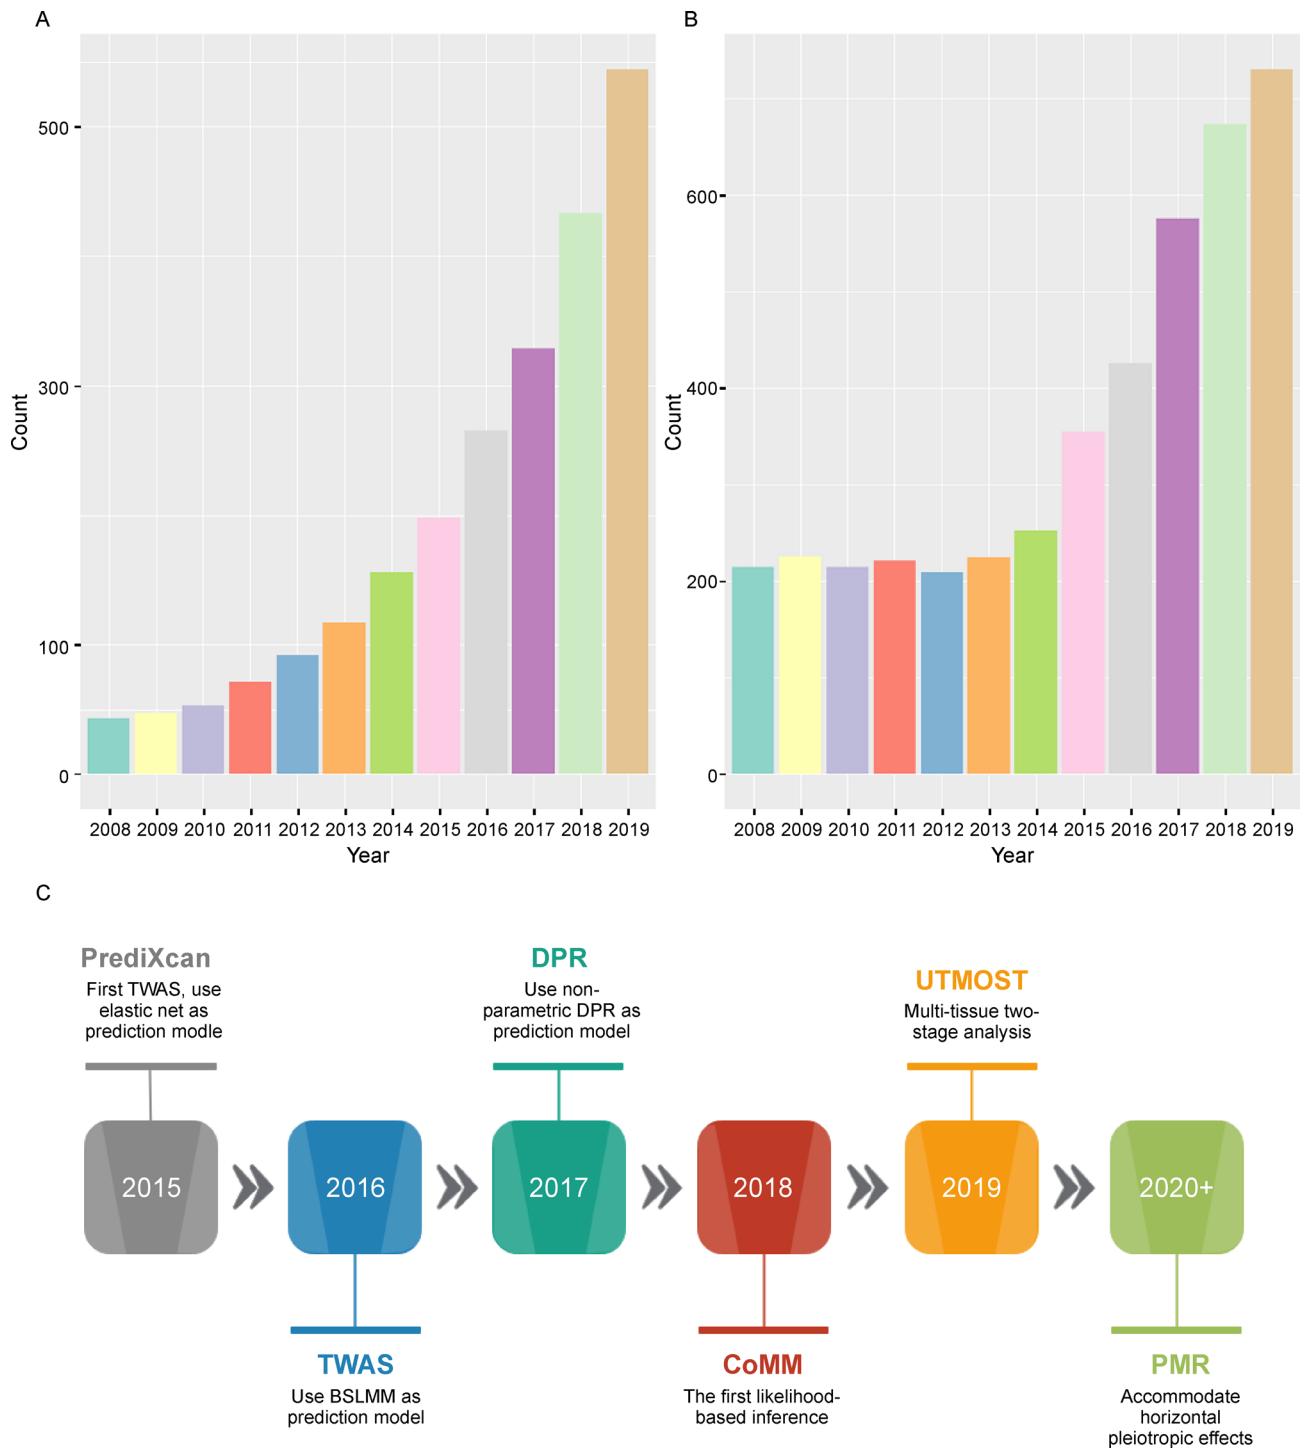 A
500
300
100
0
Count
2008 2009 2010 2011 2012 2013 2014 2015 2016 2017 2018 2019
Year
B
600
400
200
0
Count
2008 2009 2010 2011 2012 2013 2014 2015 2016 2017 2018 2019
Year
C
PrediXcan
First TWAS, use
elastic net as
prediction modle
DPR
Use non-
parametric DPR as
prediction model
UTMOST
Multi-tissue two-
stage analysis
2015
2016
2017
2018
2019
2020+
TWAS
Use BSLMM as
prediction model
CoMM
The first likelihood-
based inference
PMR
Accommodate
horizontal
pleiotropic effects